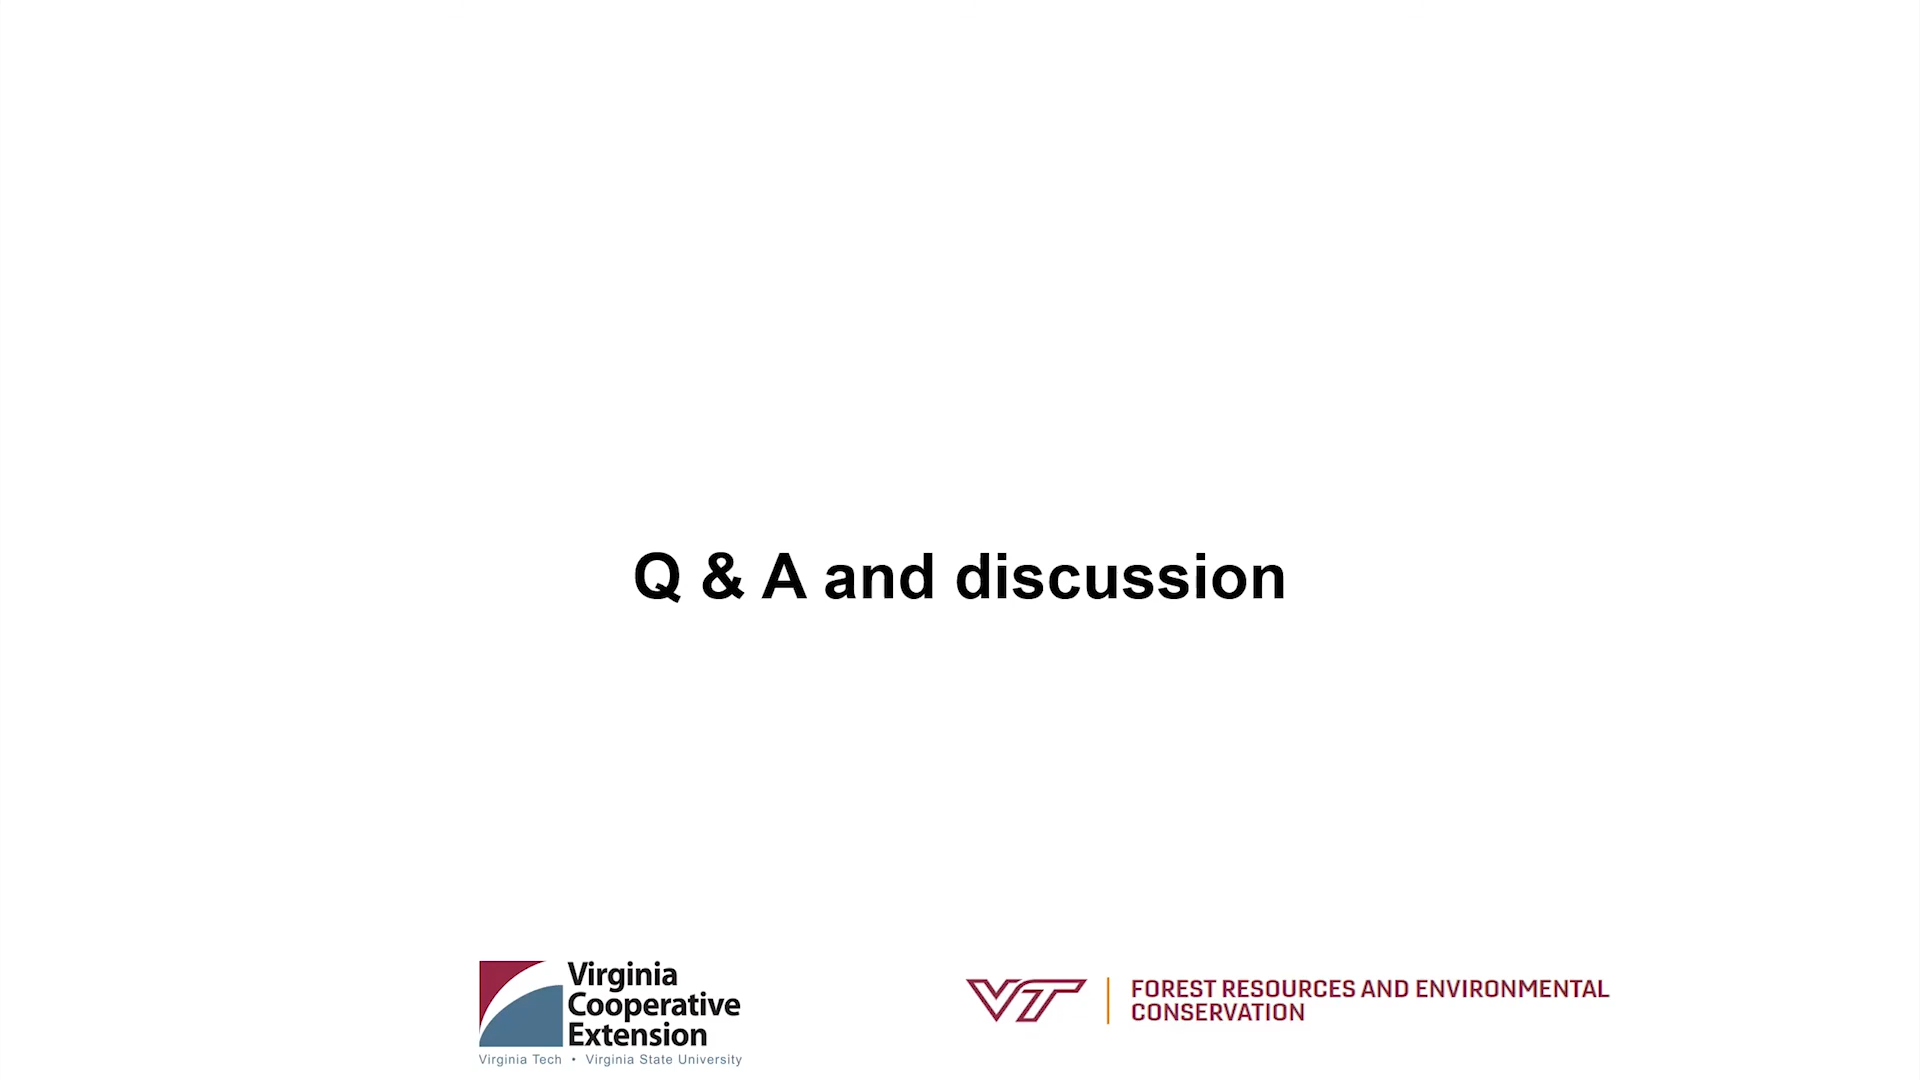 Q & A and discussion
Virginia
Cooperative
Extension
Virginia Tech • Virginia State University
VT
FOREST RESOURCES AND ENVIRONMENTAL
CONSERVATION